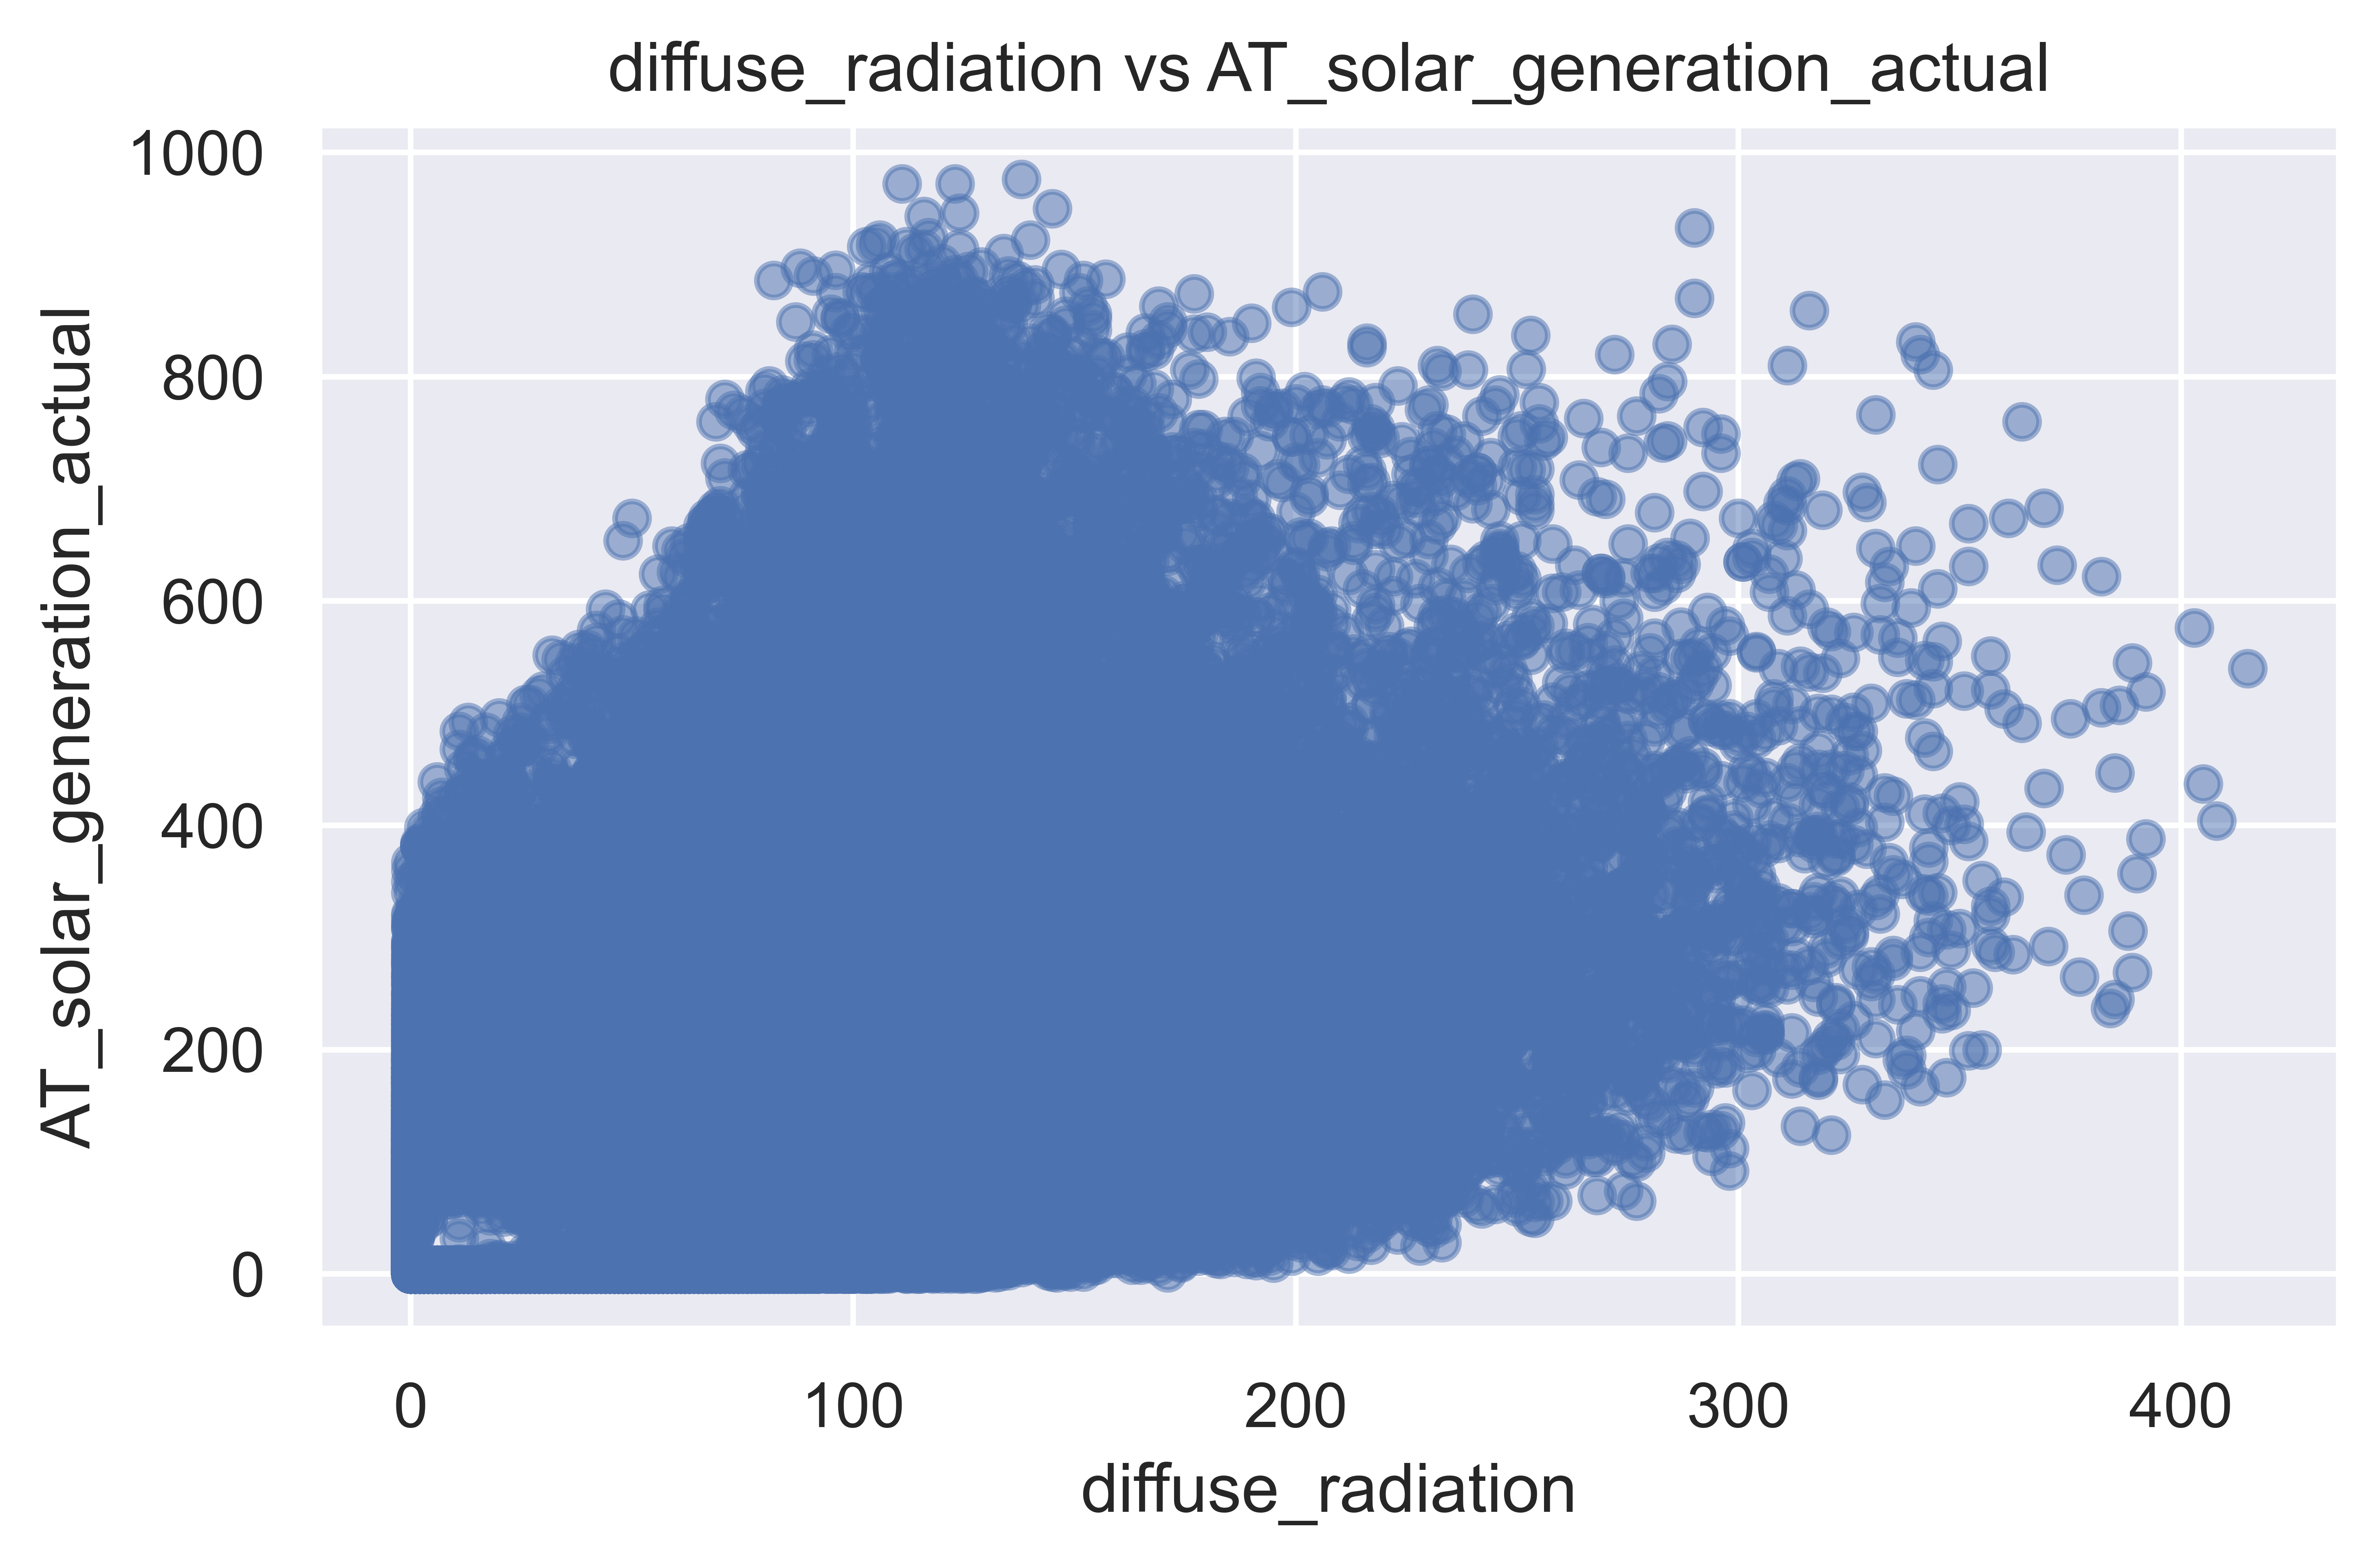 diffuse_radiation vs AT_solar_generation_actual
1000
800
600
400
200
0
AT_solar_generation_actual
0 100 200 300 400
diffuse_radiation